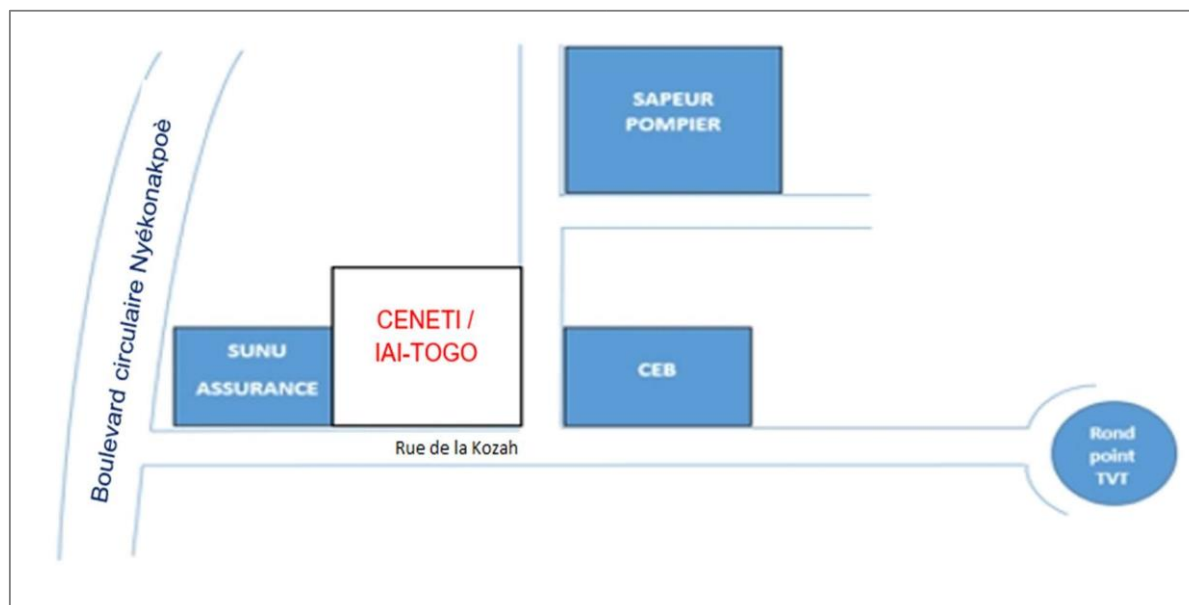 SAPEUR
POMPIER
Boulevard circulaire Nyékonakpoè
CENETI /
IAI-TOGO
SUNU
ASSURANCE
CEB
Rue de la Kozah
Rond
point
TVT